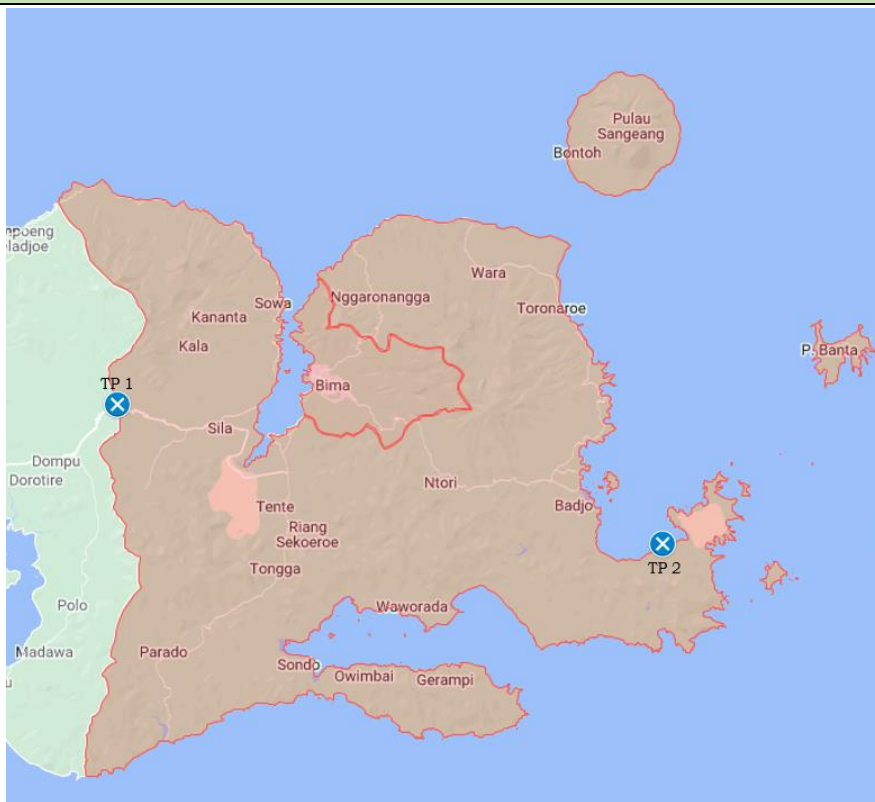 Pulau
Sangeang
Bontoh
npoeng
ladjoe
Wara
Nggaronangga
Sowa
Toronaroe
Kananta
Kala
P. Banta
TP 1
Bima
Sila
Dompu
Dorotire
Ntori
Tente
Badjo
Riang
Sekoeroe
TP 2
Tongga
Polo
Waworada
Madawa
Parado
Sondo
Owimbai
Gerampi
u